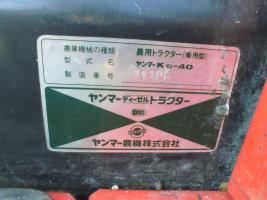 農業機械の種類 農用トラクター(乗用型)
型式名 ヤンマーKe-40
製造番号
ヤンマーディーゼルトラクター
ヤンマー農機株式会社